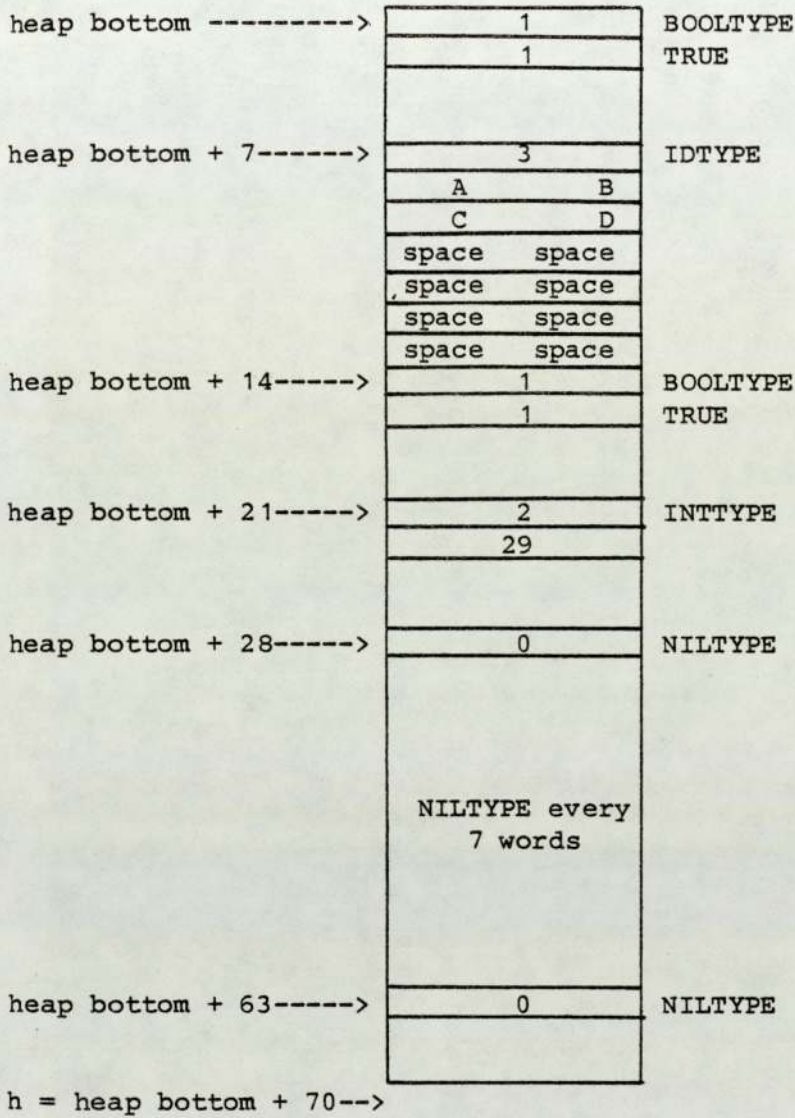 heap bottom ---------> 1 BOOLTYPE
1 TRUE
heap bottom + 7------> 3 IDTYPE
A B
C D
space space
space space
space space
space space
heap bottom + 14-----> 1 BOOLTYPE
1 TRUE
heap bottom + 21-----> 2 INTTYPE
29
heap bottom + 28-----> 0 NILTYPE
NILTYPE every
7 words
heap bottom + 63-----> 0 NILTYPE
h = heap bottom + 70-->